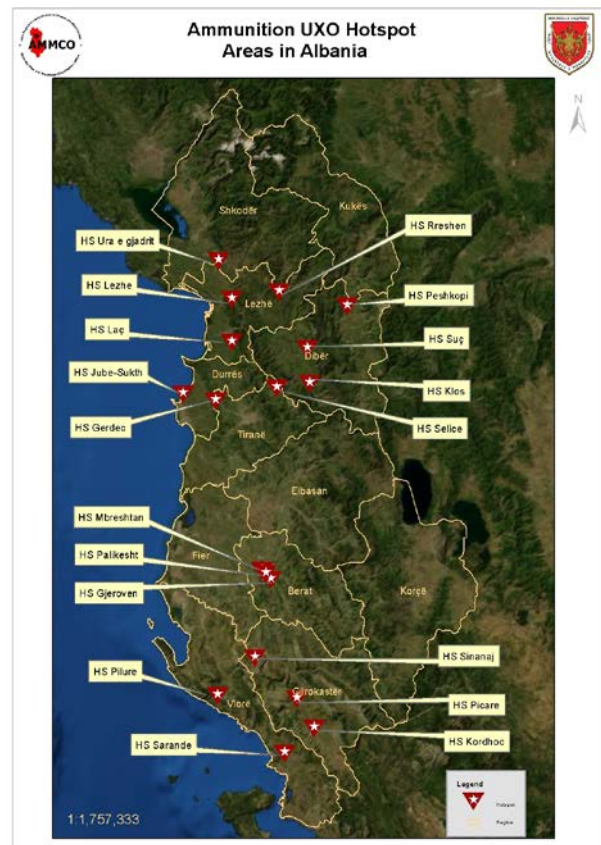 AMMCO
Ammunition UXO Hotspot
Areas in Albania
N
Shkodër
Kukës
HS Ura e gjadrit
HS Rreshen
HS Lezhe
Lezhë
HS Peshkopi
HS Laç
HS Suç
Dibër
HS Jube-Sukth
Durrës
HS Klos
HS Gerdec
HS Selice
Tiranë
Elbasan
HS Mbreshtan
Fier
HS Palikesht
HS Gjeroven
Berat
Korçë
HS Sinanaj
HS Pilure
Vlorë
Gjirokastër
HS Picare
HS Kordhoc
HS Sarande
Legend
Hotspot
Region
1:1,757,333